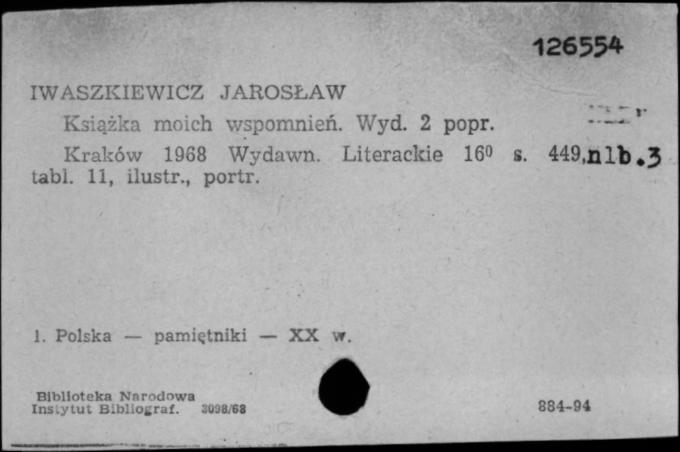 126554
IWASZKIEWICZ JAROSŁAW
Książka moich wspomnień. Wyd. 2 popr.
Kraków 1968 Wydawn. Literackie 16⁰ s. 449,nlb.3
tabl. 11, ilustr., portr.
1. Polska — pamiętniki — XX w.
Biblioteka Narodowa
Instytut Bibliograf. 3098/68
884-94